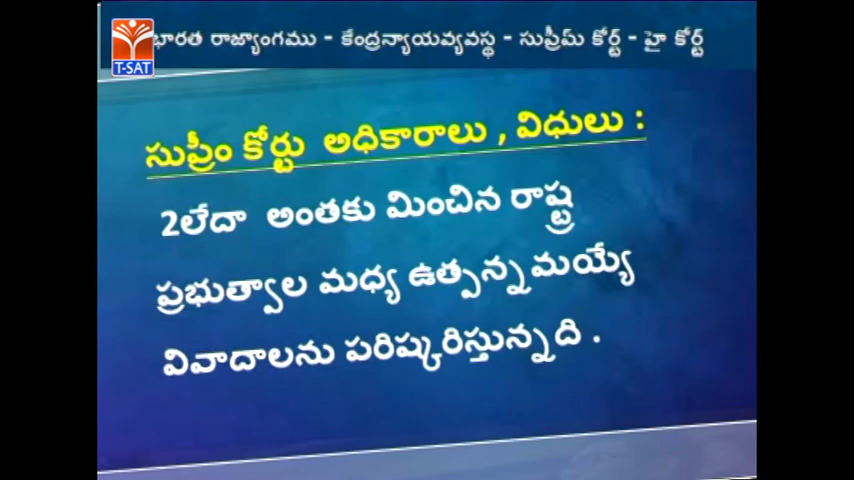 భారత రాజ్యాంగము - కేంద్రన్యాయవ్యవస్థ - సుప్రీమ్ కోర్ట్ - హై కోర్ట్
T-SAT
సుప్రీం కోర్టు అధికారాలు , విధులు :
2లేదా అంతకు మించిన రాష్ట్ర
ప్రభుత్వాల మధ్య ఉత్పన్నమయ్యే
వివాదాలను పరిష్కరిస్తున్నది .